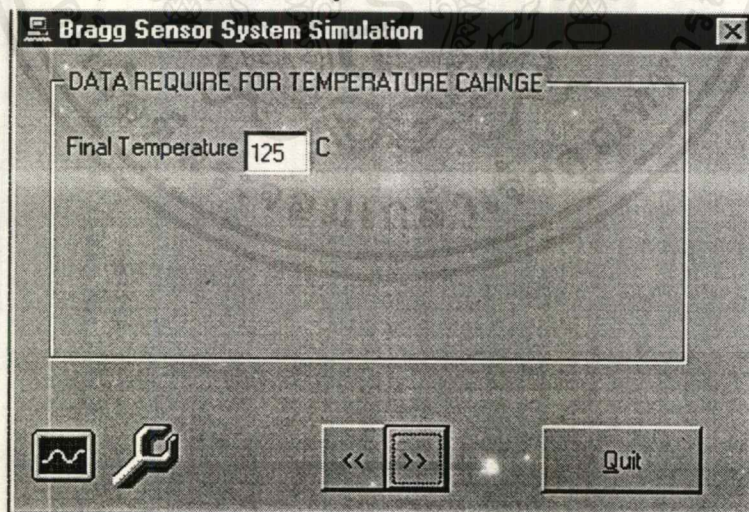 Bragg Sensor System Simulation
DATA REQUIRE FOR TEMPERATURE CAHNGE
Final Temperature 125 C
<< >> Quit